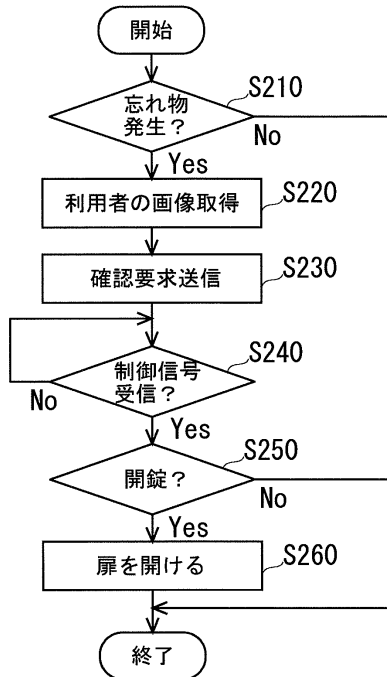 開始
忘れ物
発生？
S210
No
Yes
利用者の画像取得
S220
確認要求送信
S230
制御信号
受信？
S240
No
Yes
開錠？
S250
No
Yes
扉を開ける
S260
終了